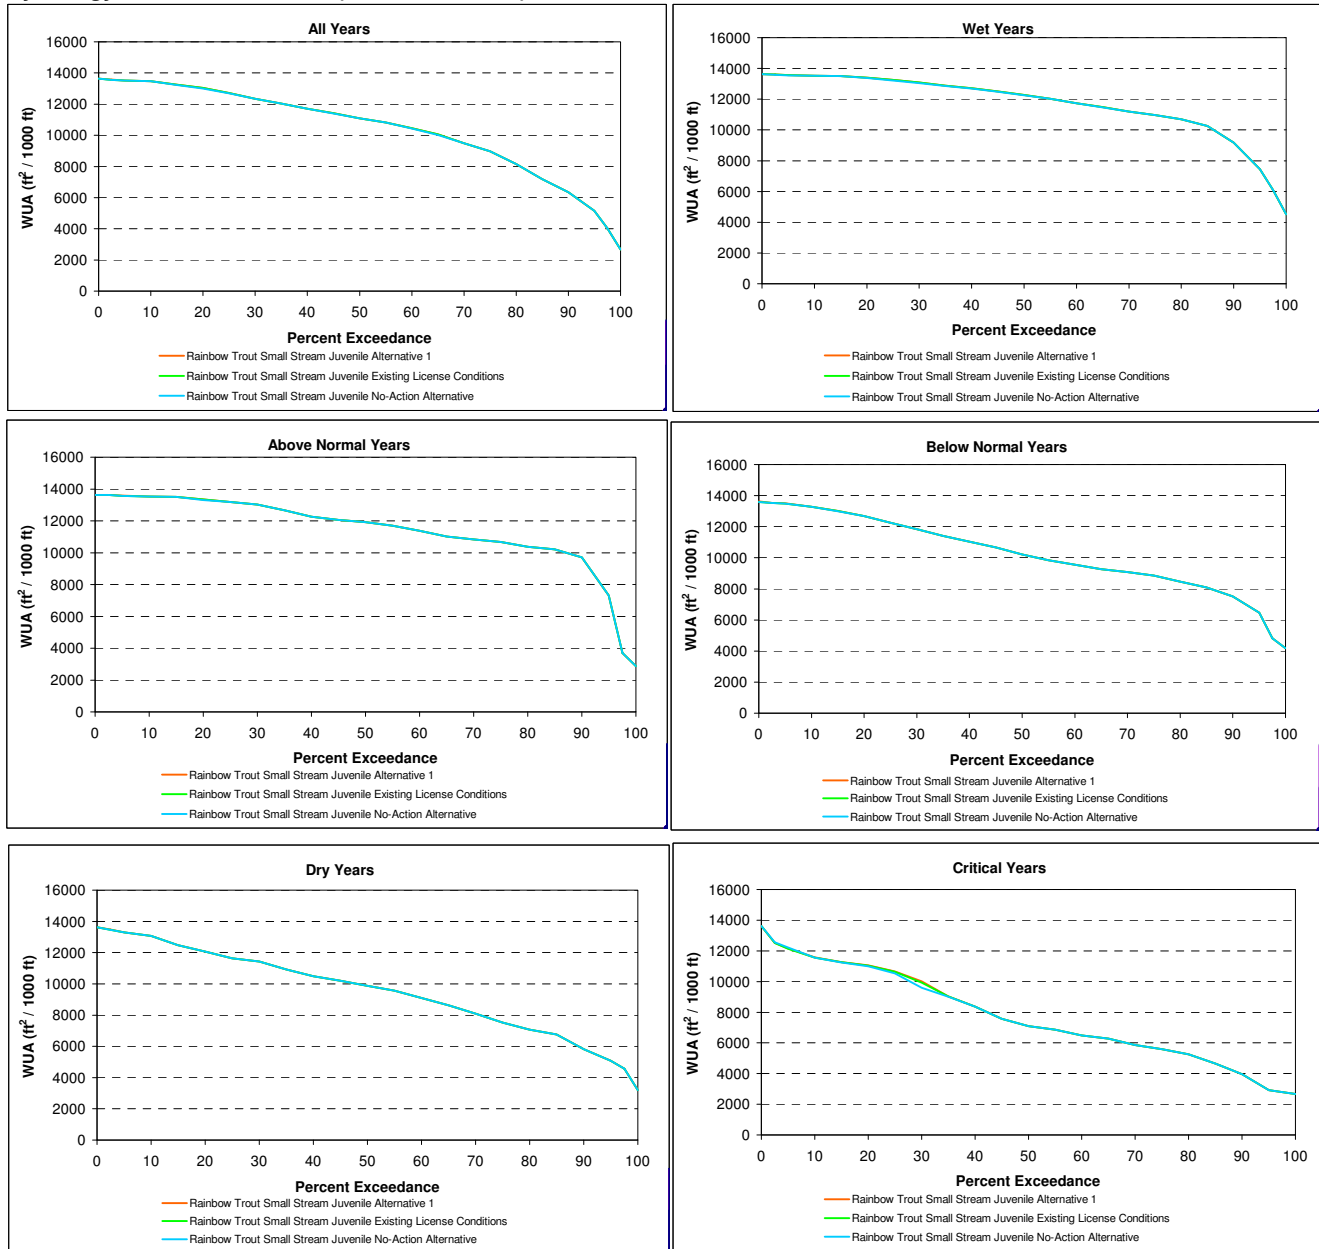 All Years
16000
14000
12000
10000
8000
6000
4000
2000
0
WUA (ft² / 1000 ft)
0 10 20 30 40 50 60 70 80 90 100
Percent Exceedance
Rainbow Trout Small Stream Juvenile Alternative 1
Rainbow Trout Small Stream Juvenile Existing License Conditions
Rainbow Trout Small Stream Juvenile No-Action Alternative
Wet Years
16000
14000
12000
10000
8000
6000
4000
2000
0
WUA (ft² / 1000 ft)
0 10 20 30 40 50 60 70 80 90 100
Percent Exceedance
Rainbow Trout Small Stream Juvenile Alternative 1
Rainbow Trout Small Stream Juvenile Existing License Conditions
Rainbow Trout Small Stream Juvenile No-Action Alternative
Above Normal Years
16000
14000
12000
10000
8000
6000
4000
2000
0
WUA (ft² / 1000 ft)
0 10 20 30 40 50 60 70 80 90 100
Percent Exceedance
Rainbow Trout Small Stream Juvenile Alternative 1
Rainbow Trout Small Stream Juvenile Existing License Conditions
Rainbow Trout Small Stream Juvenile No-Action Alternative
Below Normal Years
16000
14000
12000
10000
8000
6000
4000
2000
0
WUA (ft² / 1000 ft)
0 10 20 30 40 50 60 70 80 90 100
Percent Exceedance
Rainbow Trout Small Stream Juvenile Alternative 1
Rainbow Trout Small Stream Juvenile Existing License Conditions
Rainbow Trout Small Stream Juvenile No-Action Alternative
Dry Years
16000
14000
12000
10000
8000
6000
4000
2000
0
WUA (ft² / 1000 ft)
0 10 20 30 40 50 60 70 80 90 100
Percent Exceedance
Rainbow Trout Small Stream Juvenile Alternative 1
Rainbow Trout Small Stream Juvenile Existing License Conditions
Rainbow Trout Small Stream Juvenile No-Action Alternative
Critical Years
16000
14000
12000
10000
8000
6000
4000
2000
0
WUA (ft² / 1000 ft)
0 10 20 30 40 50 60 70 80 90 100
Percent Exceedance
Rainbow Trout Small Stream Juvenile Alternative 1
Rainbow Trout Small Stream Juvenile Existing License Conditions
Rainbow Trout Small Stream Juvenile No-Action Alternative